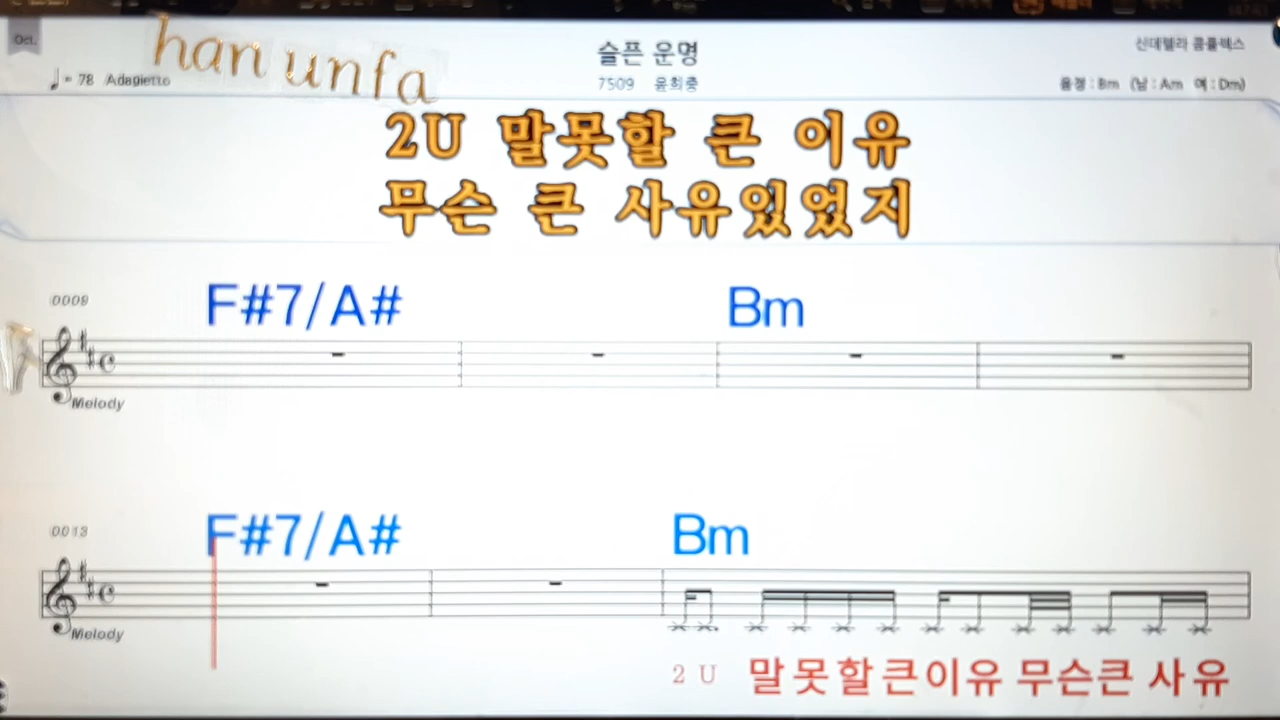 Oct.
han unfa
슬픈 운명
신데렐라 콤플렉스
♩= 78 Adagietto
7509 윤희중
음정 : Bm (남 : Am 여 : Dm)
2U 말못할 큰 이유
무슨 큰 사유있었지
0009
F#7/A# Bm
Melody
0013
F#7/A# Bm
Melody
2 U 말못할큰이유 무슨큰 사유